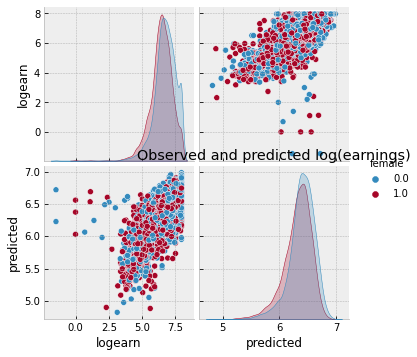 8
6
4
2
0
logearn
Observed and predicted log(earnings)
female
0.0
1.0
7.0
6.5
6.0
5.5
5.0
predicted
0.0 2.5 5.0 7.5
5 6 7
logearn
predicted